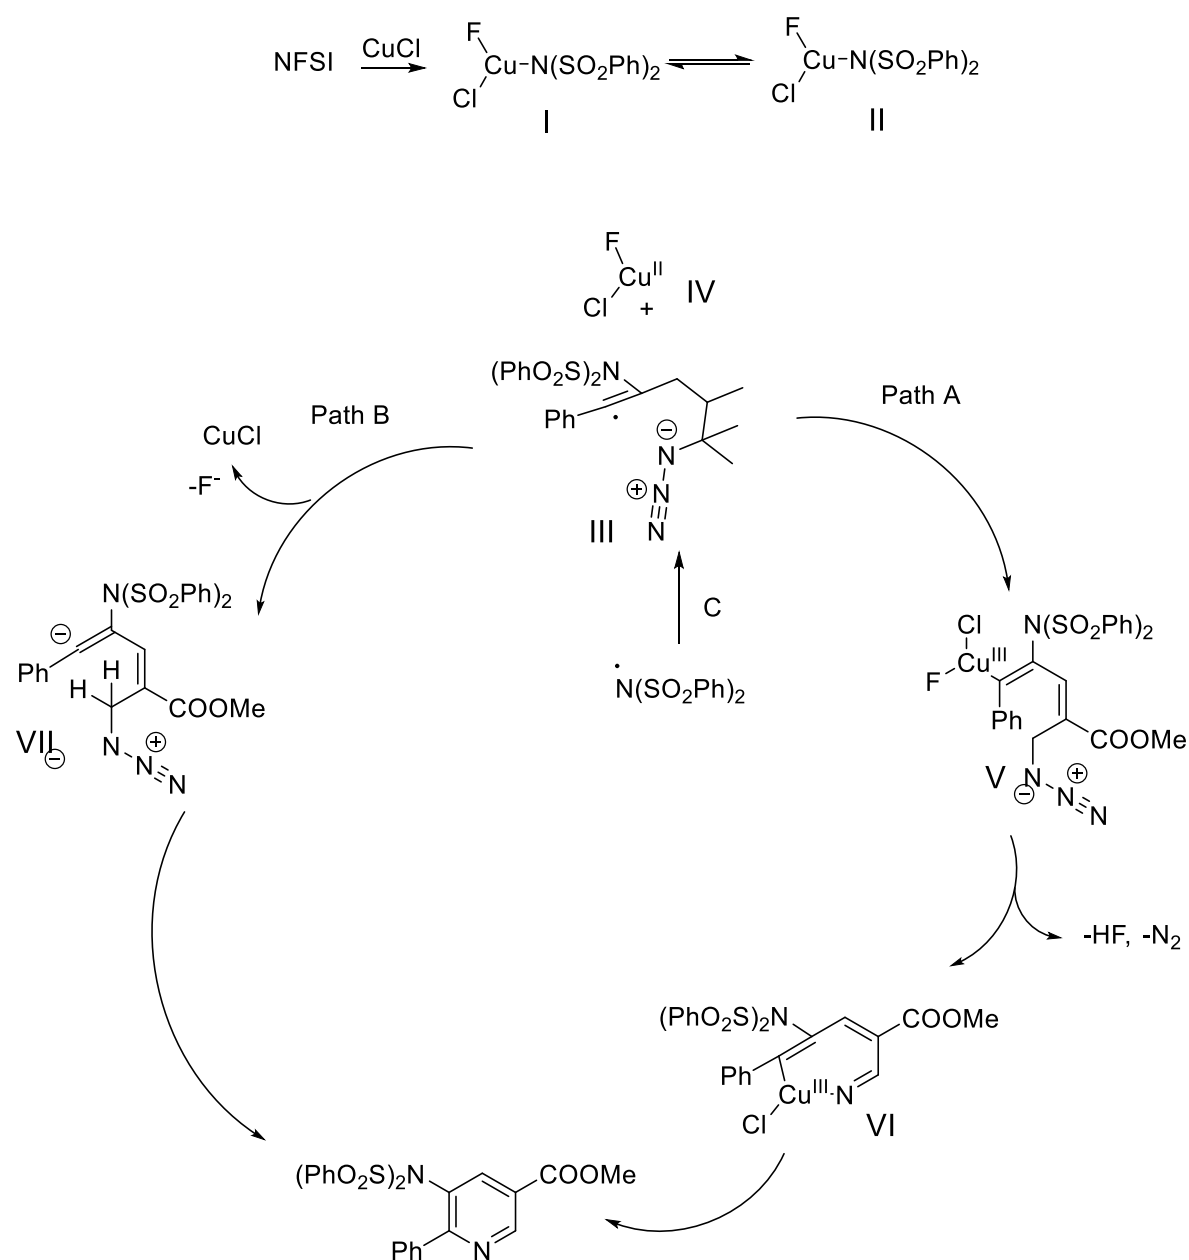 NFSI
CuCl
F
Cu-N(SO2Ph)2
Cl
I
F
Cu-N(SO2Ph)2
Cl
II
F
CuII
Cl
+
IV
(PhO2S)2N
Ph
N
N
N
III
Path A
Path B
CuCl
-F-
C
N(SO2Ph)2
N(SO2Ph)2
Ph
H
H
COOMe
N
N
N
VII
Cl
N(SO2Ph)2
CuIII
F
Ph
COOMe
V
N
N
N
-HF, -N2
(PhO2S)2N
COOMe
Ph
CuIII
N
Cl
VI
(PhO2S)2N
COOMe
Ph
N